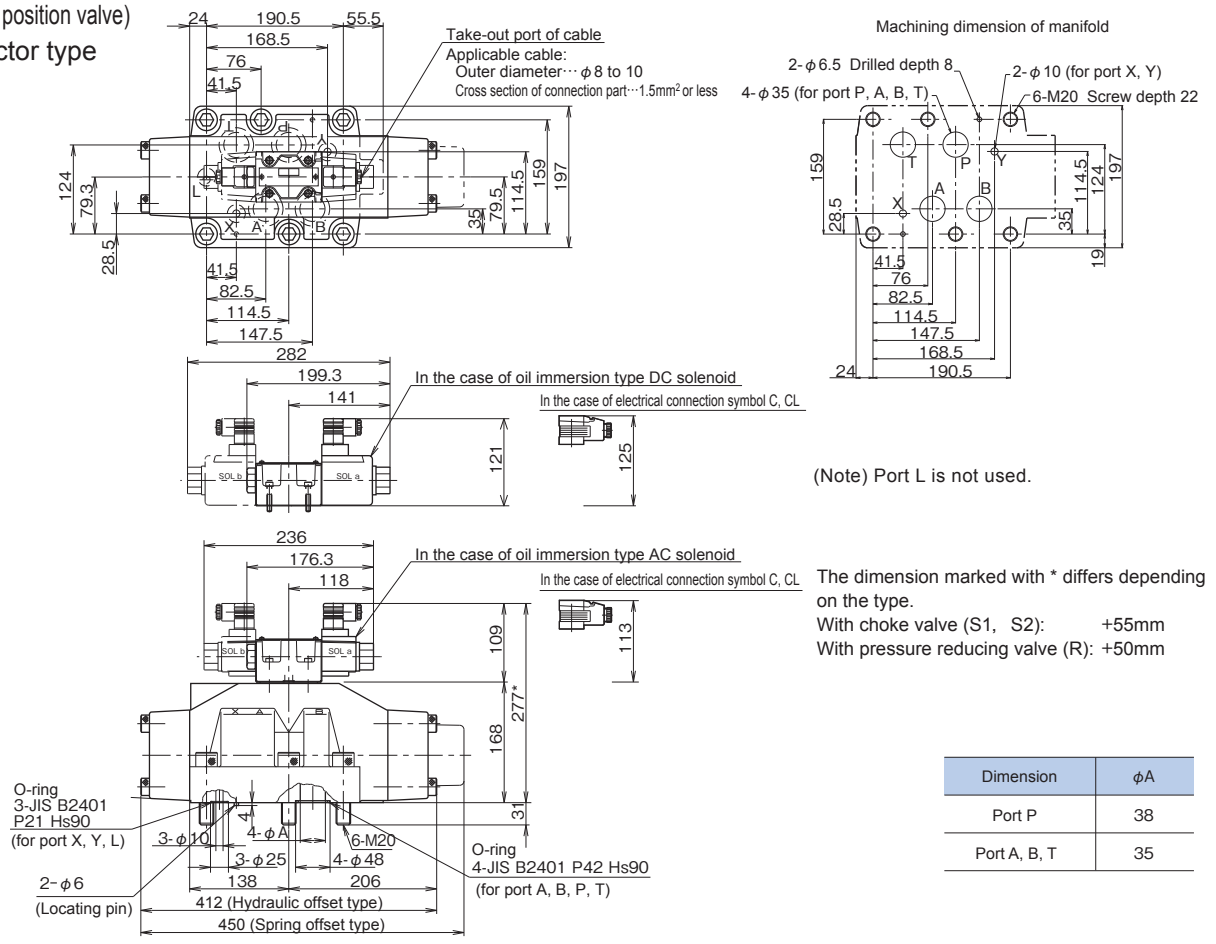 position valve)
ctor type
24
190.5
55.5
168.5
76
41.5
Take-out port of cable
Applicable cable:
Outer diameter··· φ8 to 10
Cross section of connection part···1.5mm² or less
T
P
Y
L
X
A
B
124
79.3
28.5
35
79.5
114.5
159
197
41.5
82.5
114.5
147.5
Machining dimension of manifold
2-φ6.5 Drilled depth 8
2-φ10 (for port X, Y)
4-φ35 (for port P, A, B, T)
6-M20 Screw depth 22
T
P
Y
A
B
X
159
28.5
35
114.5
124
197
19
41.5
76
82.5
114.5
147.5
168.5
24
190.5
282
199.3
141
In the case of oil immersion type DC solenoid
In the case of electrical connection symbol C, CL
SOL b
SOL a
121
125
(Note) Port L is not used.
236
176.3
118
In the case of oil immersion type AC solenoid
In the case of electrical connection symbol C, CL
SOL b
SOL a
109
113
277*
168
31
The dimension marked with * differs depending
on the type.
With choke valve (S1, S2): +55mm
With pressure reducing valve (R): +50mm
X
A
B
O-ring
3-JIS B2401
P21 Hs90
(for port X, Y, L)
3-φ10
4
4-φA
6-M20
3-φ25
4-φ48
O-ring
4-JIS B2401 P42 Hs90
(for port A, B, P, T)
2-φ6
(Locating pin)
138
206
412 (Hydraulic offset type)
450 (Spring offset type)
Dimension φA
Port P 38
Port A, B, T 35